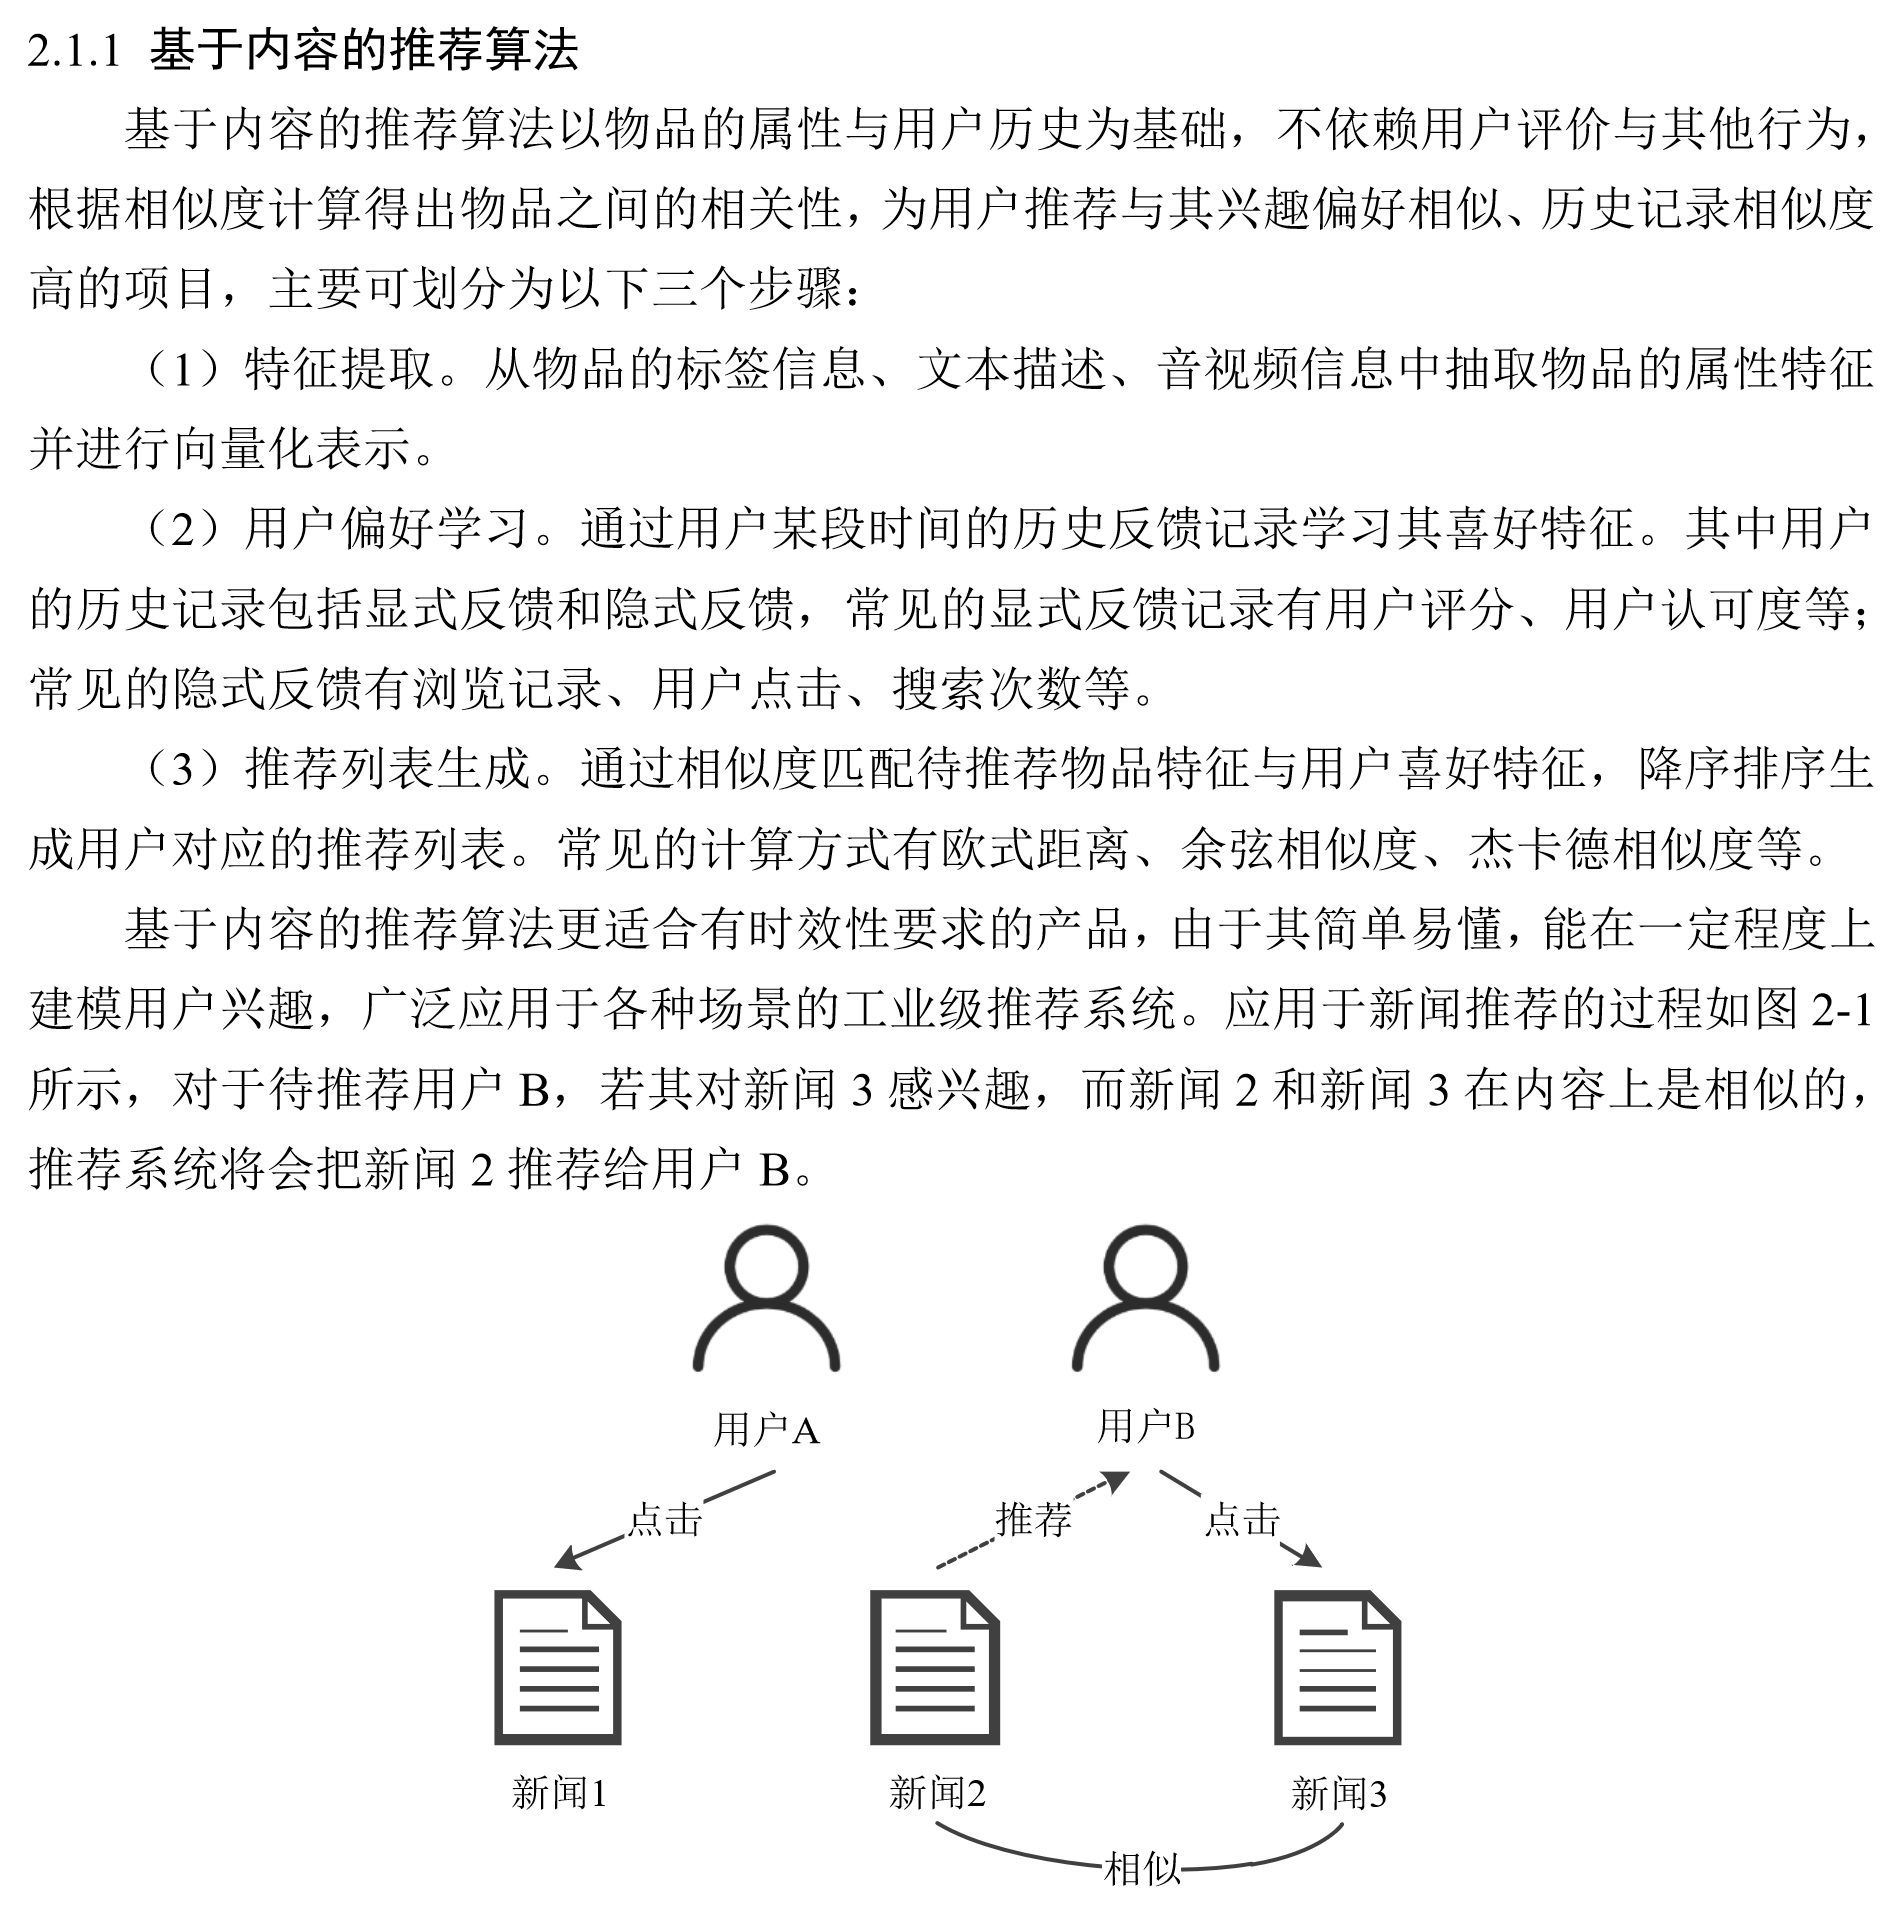 2.1.1 基于内容的推荐算法
基于内容的推荐算法以物品的属性与用户历史为基础，不依赖用户评价与其他行为，
根据相似度计算得出物品之间的相关性，为用户推荐与其兴趣偏好相似、历史记录相似度
高的项目，主要可划分为以下三个步骤：
（1）特征提取。从物品的标签信息、文本描述、音视频信息中抽取物品的属性特征
并进行向量化表示。
（2）用户偏好学习。通过用户某段时间的历史反馈记录学习其喜好特征。其中用户
的历史记录包括显式反馈和隐式反馈，常见的显式反馈记录有用户评分、用户认可度等；
常见的隐式反馈有浏览记录、用户点击、搜索次数等。
（3）推荐列表生成。通过相似度匹配待推荐物品特征与用户喜好特征，降序排序生
成用户对应的推荐列表。常见的计算方式有欧式距离、余弦相似度、杰卡德相似度等。
基于内容的推荐算法更适合有时效性要求的产品，由于其简单易懂，能在一定程度上
建模用户兴趣，广泛应用于各种场景的工业级推荐系统。应用于新闻推荐的过程如图 2-1
所示，对于待推荐用户 B，若其对新闻 3 感兴趣，而新闻 2 和新闻 3 在内容上是相似的，
推荐系统将会把新闻 2 推荐给用户 B。
用户A 用户B
点击 推荐 点击
新闻1 新闻2 新闻3
相似